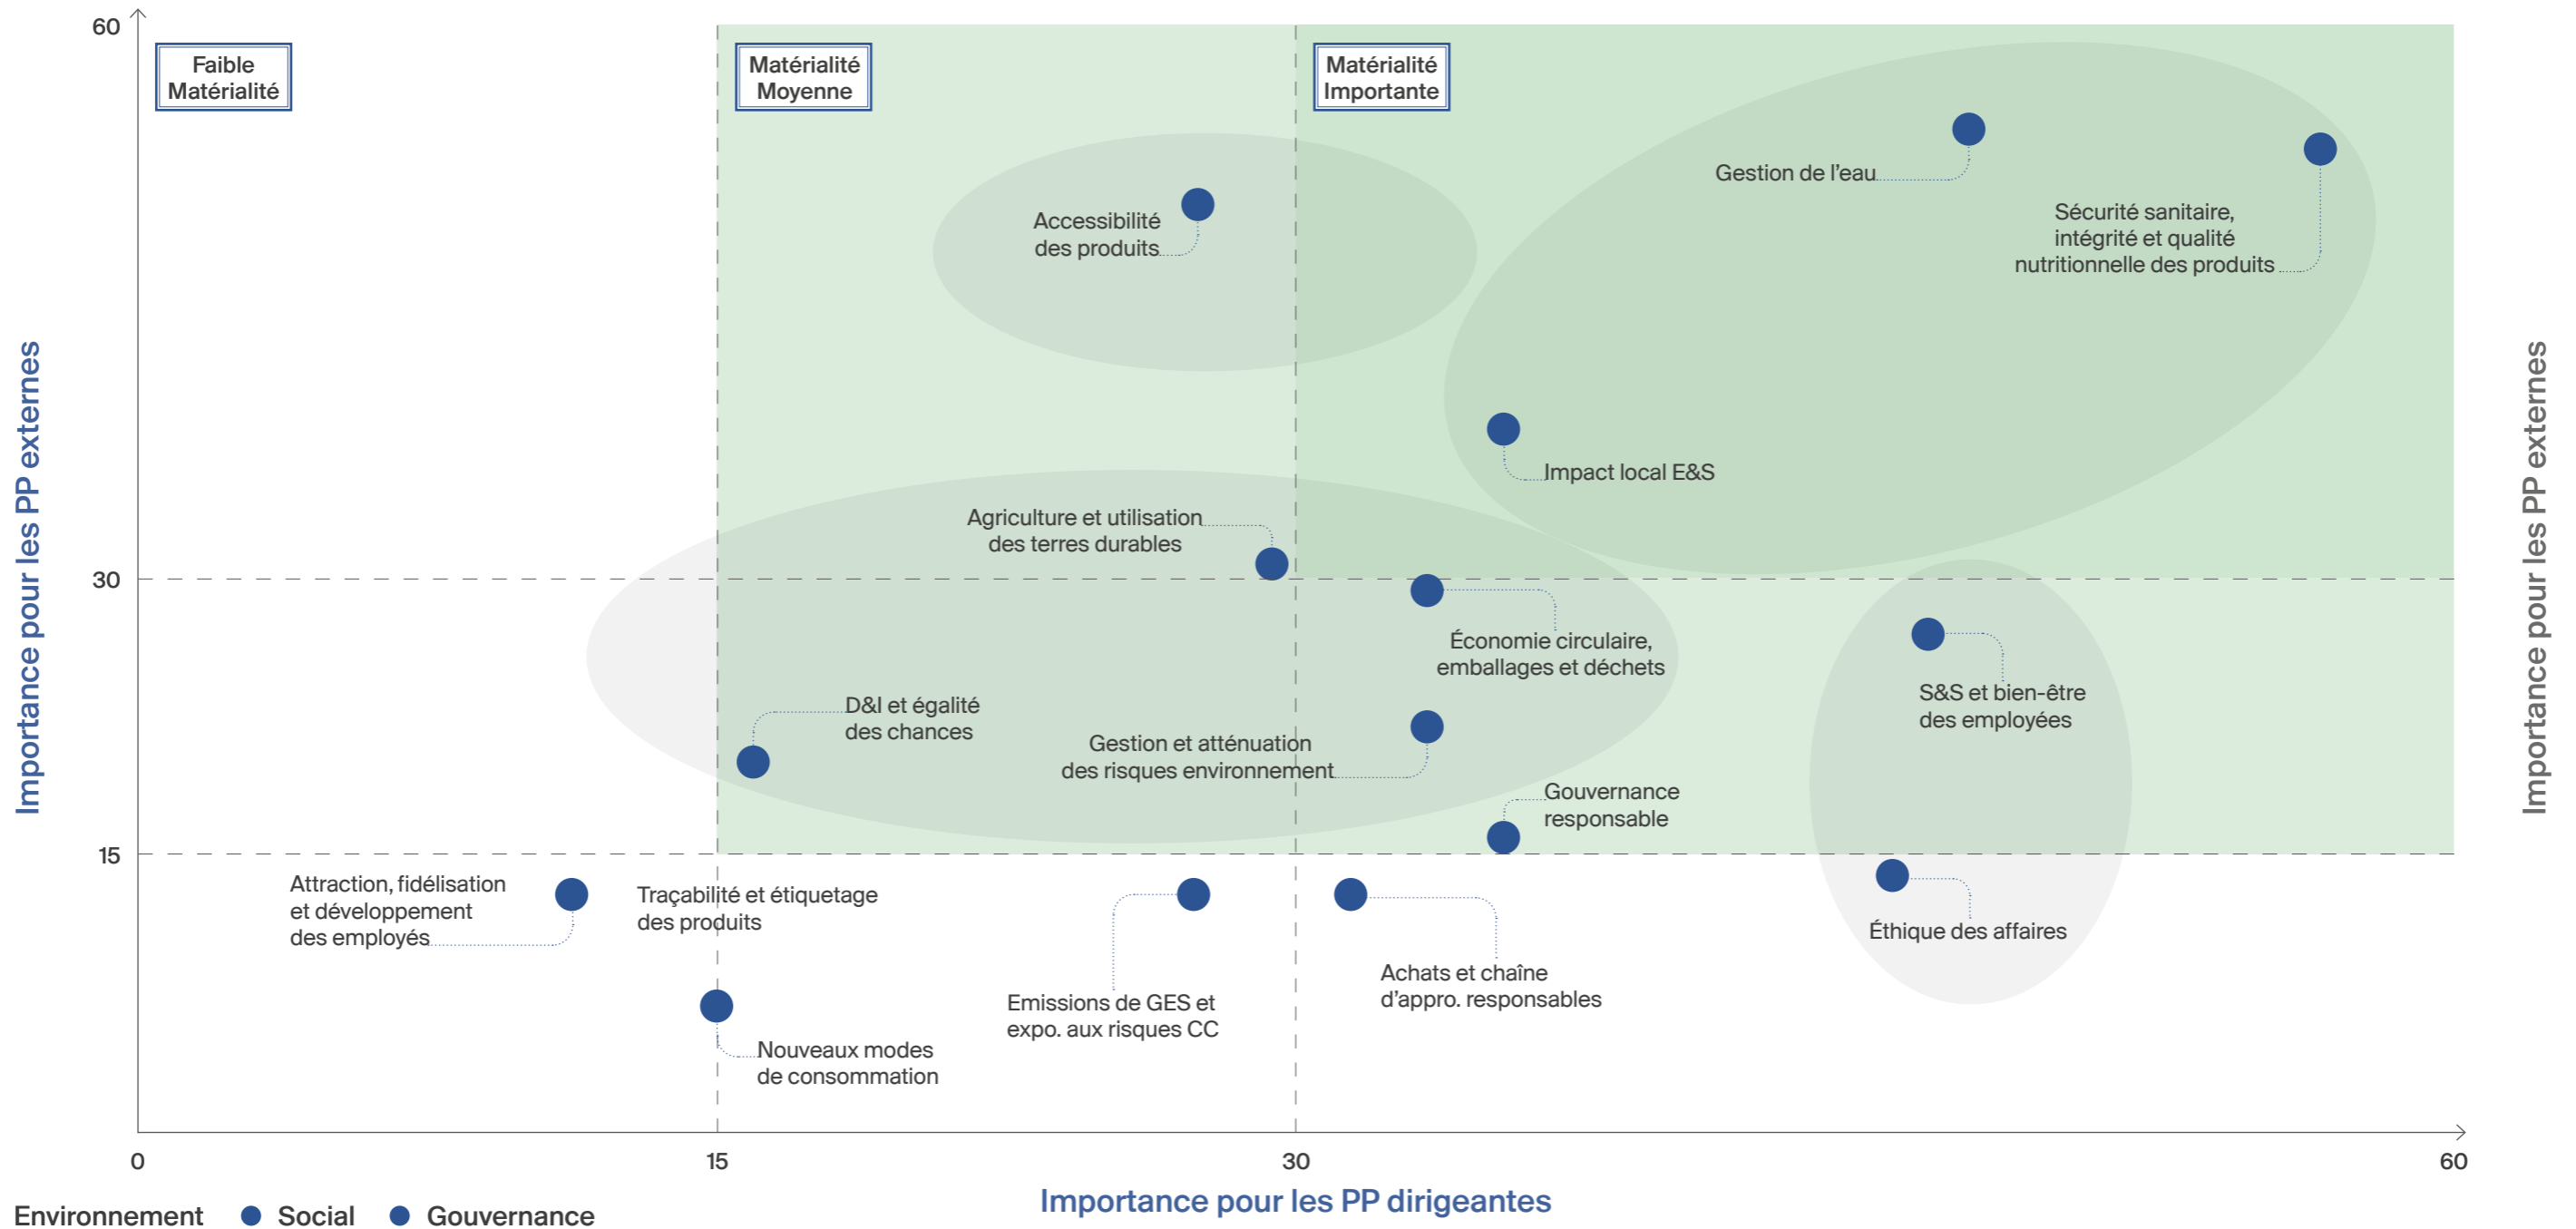 60
Faible
Matérialité
Matérialité
Moyenne
Matérialité
Importante
Gestion de l'eau
Sécurité sanitaire,
intégrité et qualité
nutritionnelle des produits
Accessibilité
des produits
Impact local E&S
Agriculture et utilisation
des terres durables
30
Économie circulaire,
emballages et déchets
S&S et bien-être
des employées
D&I et égalité
des chances
Gestion et atténuation
des risques environnement
Gouvernance
responsable
15
Attraction, fidélisation
et développement
des employés
Traçabilité et étiquetage
des produits
Éthique des affaires
Achats et chaîne
d'appro. responsables
Emissions de GES et
expo. aux risques CC
Nouveaux modes
de consommation
Importance pour les PP externes
Importance pour les PP externes
0
15
30
60
Importance pour les PP dirigeantes
Environnement
Social
Gouvernance